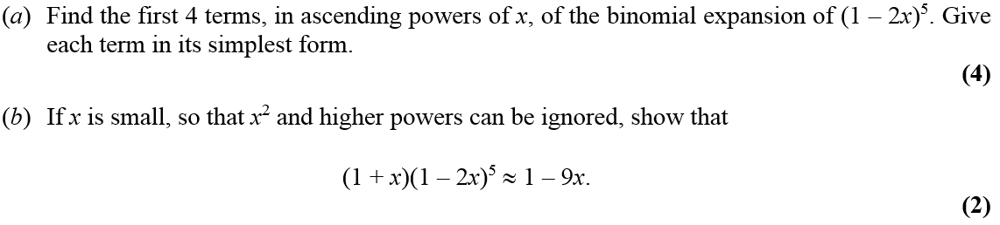 (a) Find the first 4 terms, in ascending powers of x, of the binomial expansion of (1 – 2x)⁵. Give
each term in its simplest form.
(4)
(b) If x is small, so that x² and higher powers can be ignored, show that
(1 + x)(1 – 2x)⁵ ≈ 1 – 9x.
(2)